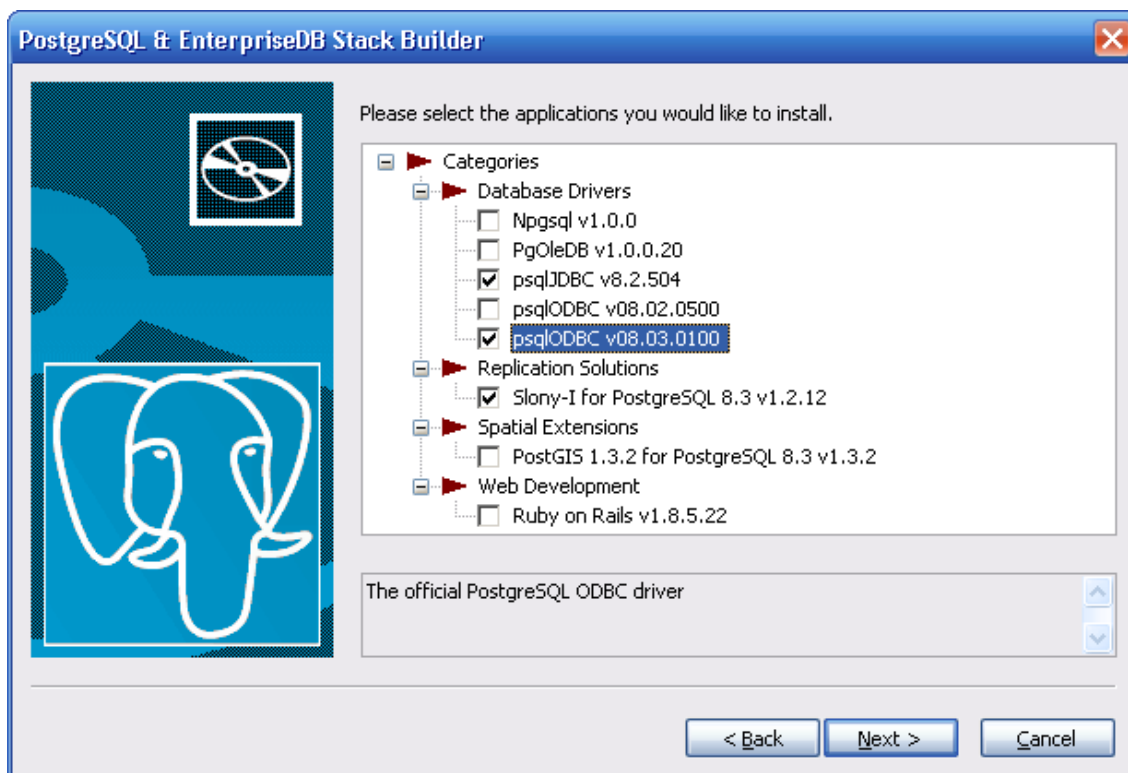 PostgreSQL & EnterpriseDB Stack Builder
Please select the applications you would like to install.
Categories
Database Drivers
Npgsql v1.0.0
PgOleDB v1.0.0.20
psqlJDBC v8.2.504
psqlODBC v08.02.0500
psqlODBC v08.03.0100
Replication Solutions
Slony-I for PostgreSQL 8.3 v1.2.12
Spatial Extensions
PostGIS 1.3.2 for PostgreSQL 8.3 v1.3.2
Web Development
Ruby on Rails v1.8.5.22
The official PostgreSQL ODBC driver
< Back Next > Cancel